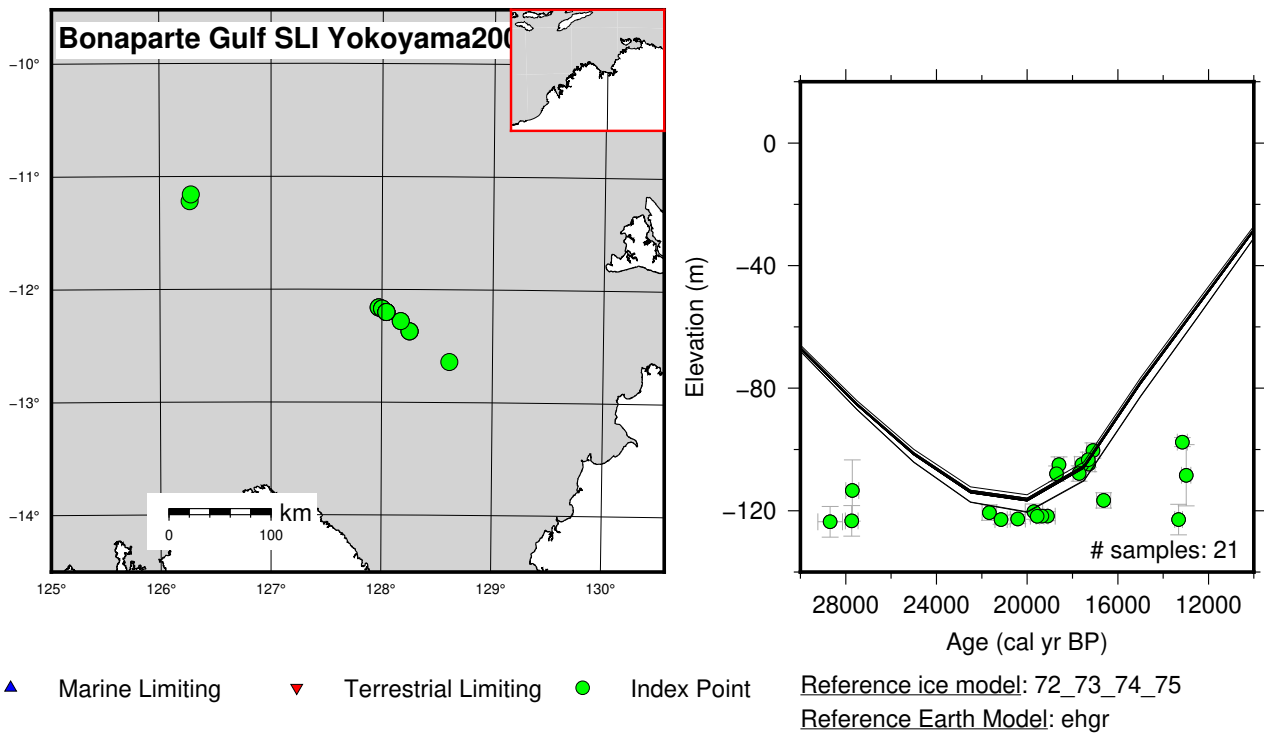 Bonaparte Gulf SLI Yokoyama200
−10°
−11°
−12°
−13°
−14°
125°
126°
127°
128°
129°
130°
km
0
100
Elevation (m)
0
−40
−80
−120
# samples: 21
28000
24000
20000
16000
12000
Age (cal yr BP)
Marine Limiting
Terrestrial Limiting
Index Point
Reference ice model: 72_73_74_75
Reference Earth Model: ehgr